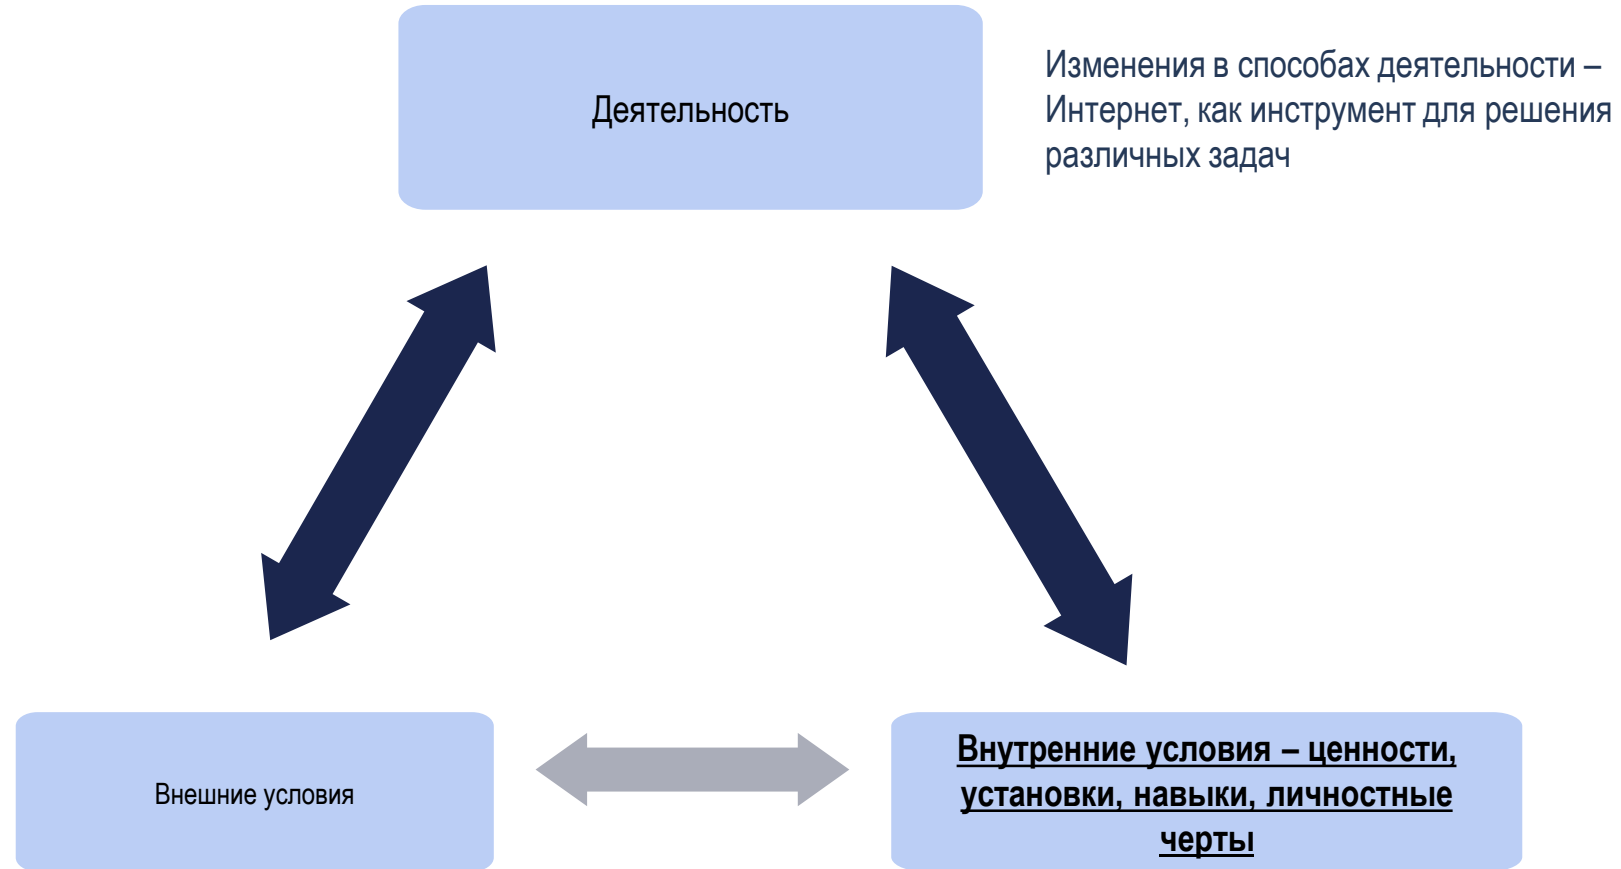 Деятельность
Изменения в способах деятельности –
Интернет, как инструмент для решения
различных задач
Внешние условия
Внутренние условия – ценности,
установки, навыки, личностные
черты